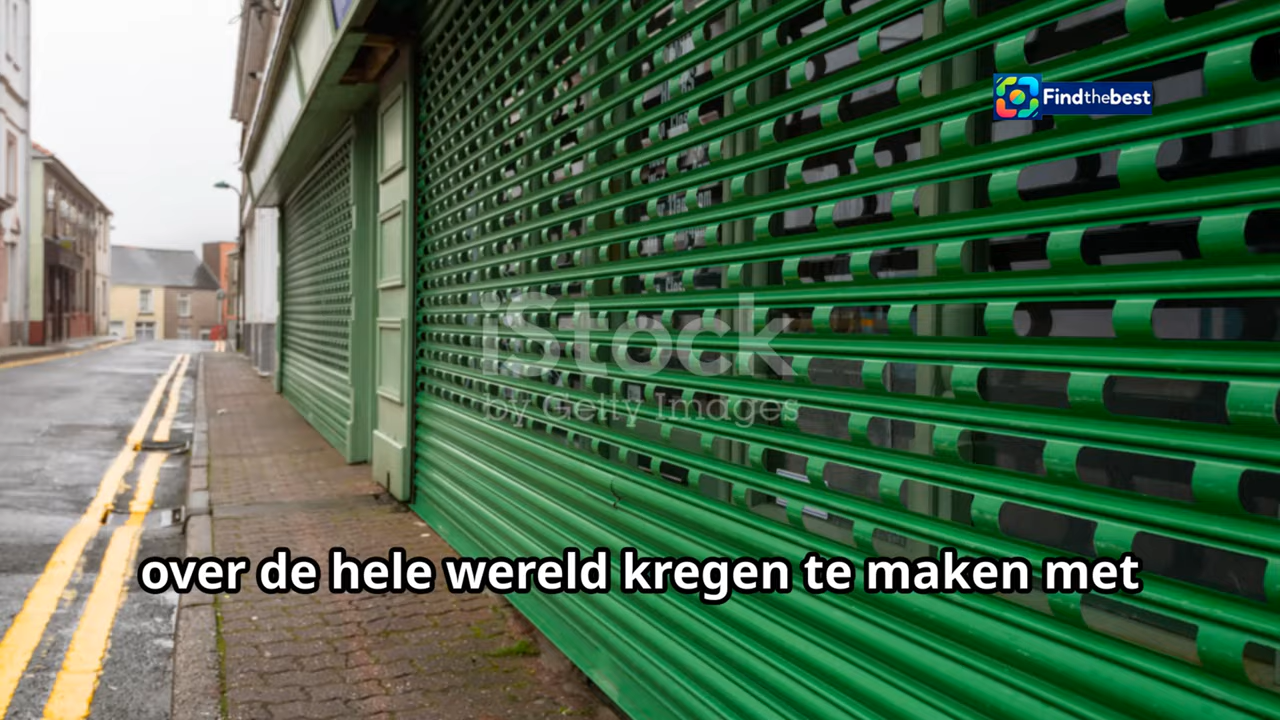 Findthebest
iStock
by Getty Images
over de hele wereld kregen te maken met